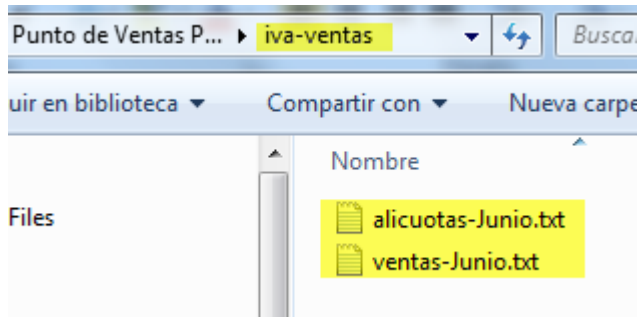 Punto de Ventas P... iva-ventas Busca
uir en biblioteca Compartir con Nueva carpe
Nombre
Files
alicuotas-Junio.txt
ventas-Junio.txt